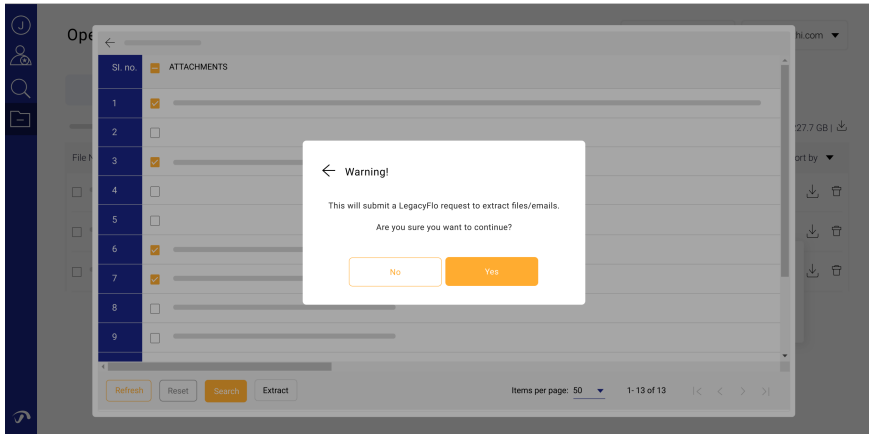 J
Ope
hi.com
Sl. no.
ATTACHMENTS
1
2
27.7 GB |
File N
3
ort by
4
5
6
7
8
9
Warning!
This will submit a LegacyFlo request to extract files/emails.
Are you sure you want to continue?
No
Yes
Refresh
Reset
Search
Extract
Items per page: 50
1- 13 of 13